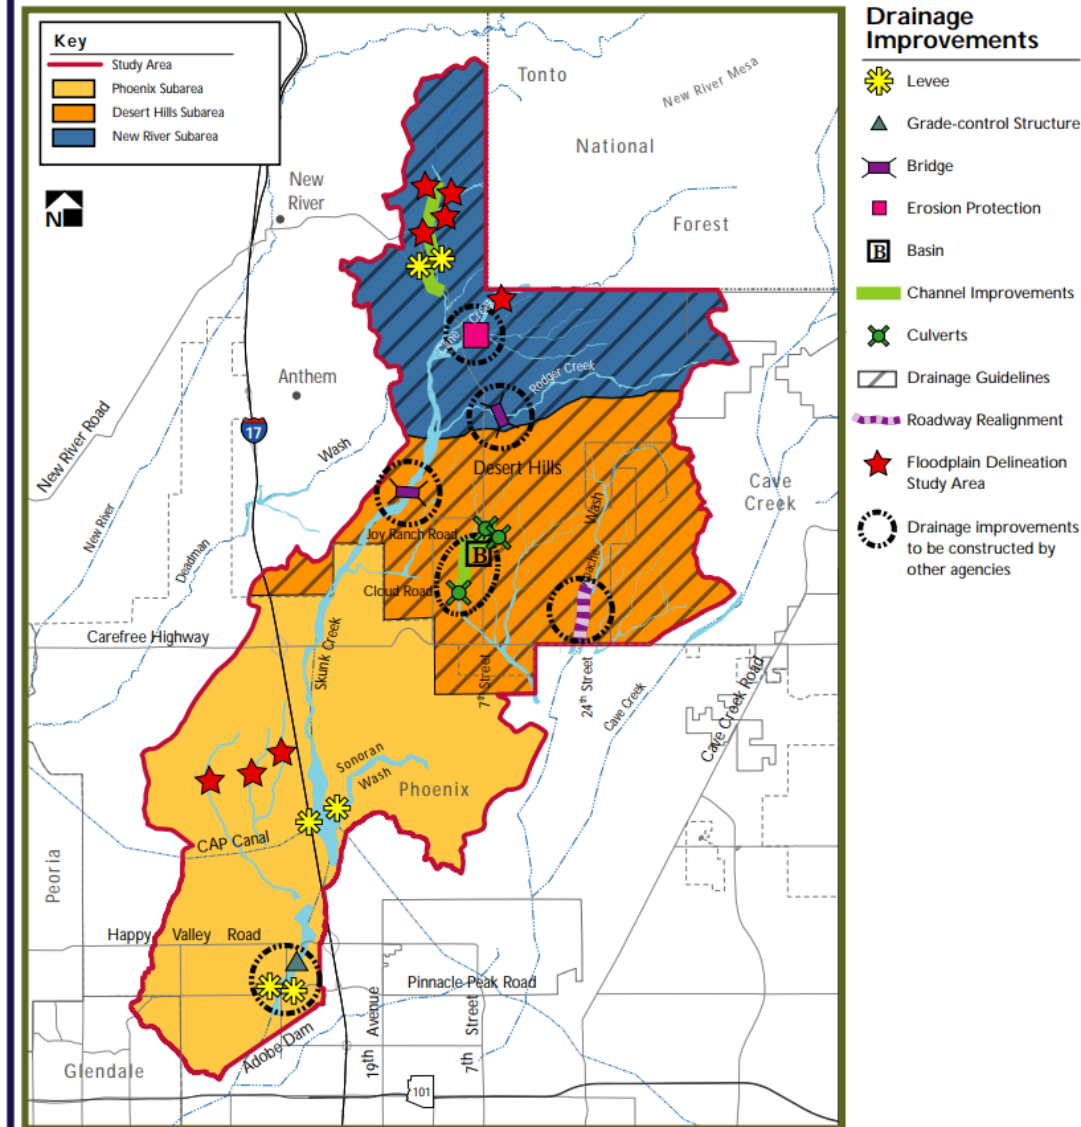 Key
Study Area
Phoenix Subarea
Desert Hills Subarea
New River Subarea
N
Drainage
Improvements
Levee
Grade-control Structure
Bridge
Erosion Protection
B
Basin
Channel Improvements
Culverts
Drainage Guidelines
Roadway Realignment
Floodplain Delineation
Study Area
Drainage improvements
to be constructed by
other agencies
Tonto
New River Mesa
National
Forest
New
River
Cline Creek
Rodger Creek
Anthem
17
New River Road
Wash
Desert Hills
Cave
Creek
New River
Deadman
Joy Ranch Road
B
Wash
Apache
Cloud Road
Carefree Highway
Skunk Creek
7th Street
24th Street
Cave Creek
Cave Creek Road
Sonoran
Wash
Phoenix
CAP Canal
Peoria
Happy Valley Road
Pinnacle Peak Road
19th Avenue
7th Street
Adobe Dam
Glendale
101